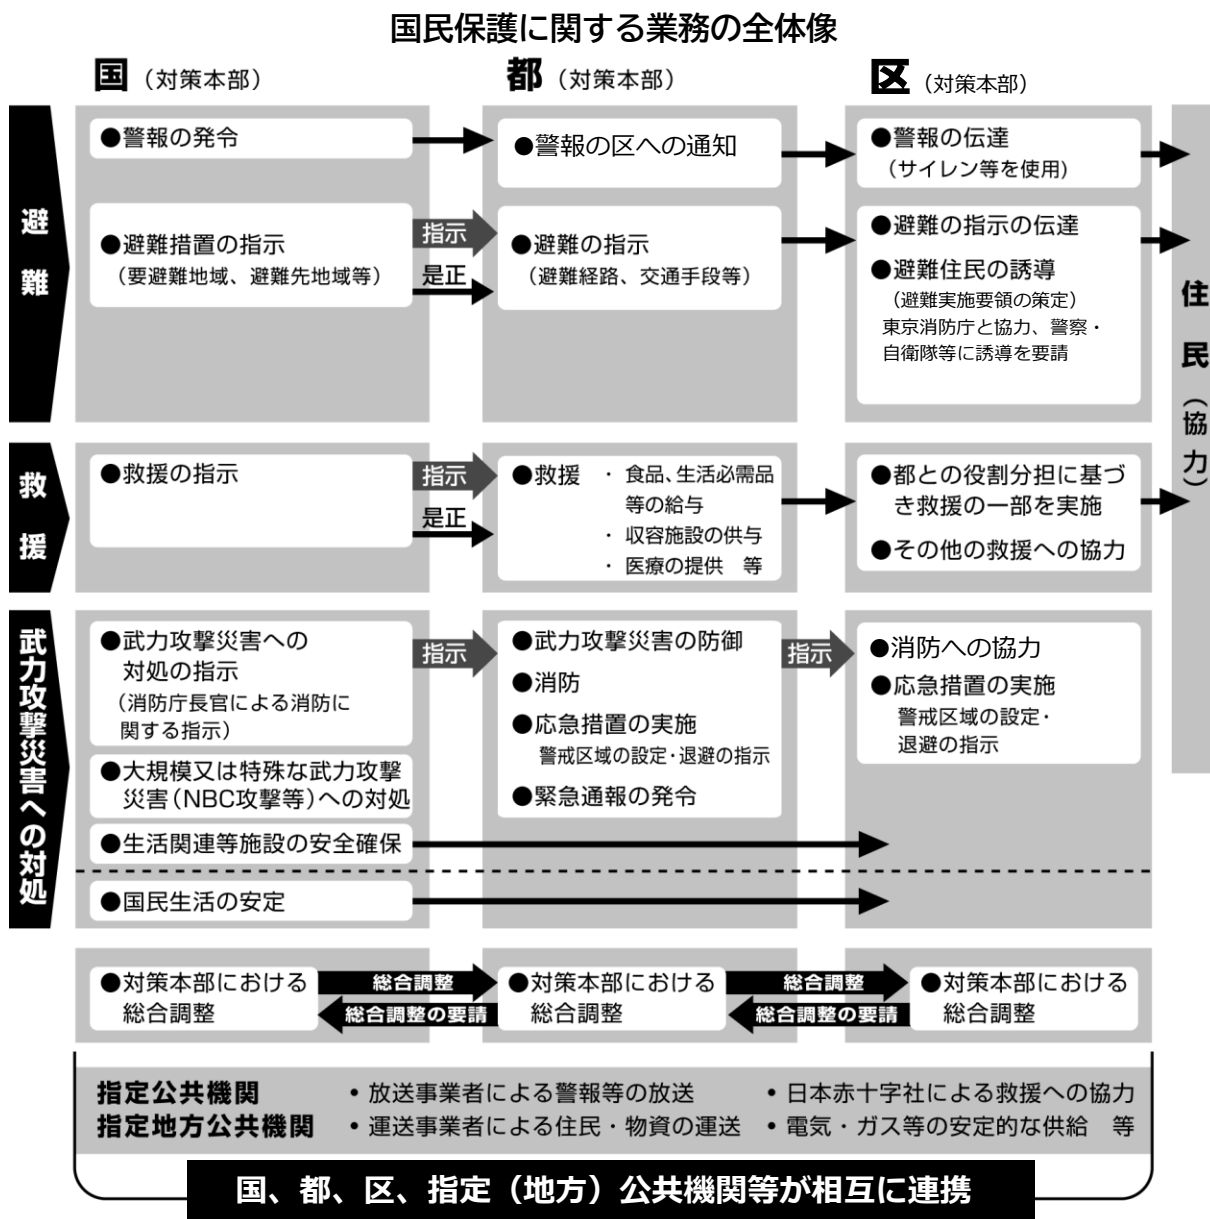 国民保護に関する業務の全体像
国（対策本部）
都（対策本部）
区（対策本部）
避難
●警報の発令
●警報の区への通知
●警報の伝達
（サイレン等を使用）
●避難措置の指示
（要避難地域、避難先地域等）
指示
是正
●避難の指示
（避難経路、交通手段等）
●避難の指示の伝達
●避難住民の誘導
（避難実施要領の策定）
東京消防庁と協力、警察・
自衛隊等に誘導を要請
住民（協力）
救援
●救援の指示
指示
是正
●救援 ・ 食品、生活必需品
等の給与
・ 収容施設の供与
・ 医療の提供　等
●都との役割分担に基づ
き救援の一部を実施
●その他の救援への協力
武力攻撃災害への対処
●武力攻撃災害への
対処の指示
（消防庁長官による消防に
関する指示）
指示
●武力攻撃災害の防御
●消防
●応急措置の実施
警戒区域の設定・退避の指示
●緊急通報の発令
指示
●消防への協力
●応急措置の実施
警戒区域の設定・
退避の指示
●大規模又は特殊な武力攻撃
災害（NBC攻撃等）への対処
●生活関連等施設の安全確保
●国民生活の安定
●対策本部における
総合調整
総合調整
総合調整の要請
●対策本部における
総合調整
総合調整
総合調整の要請
●対策本部における
総合調整
指定公共機関
指定地方公共機関
・放送事業者による警報等の放送
・運送事業者による住民・物資の運送
・日本赤十字社による救援への協力
・電気・ガス等の安定的な供給　等
国、都、区、指定（地方）公共機関等が相互に連携